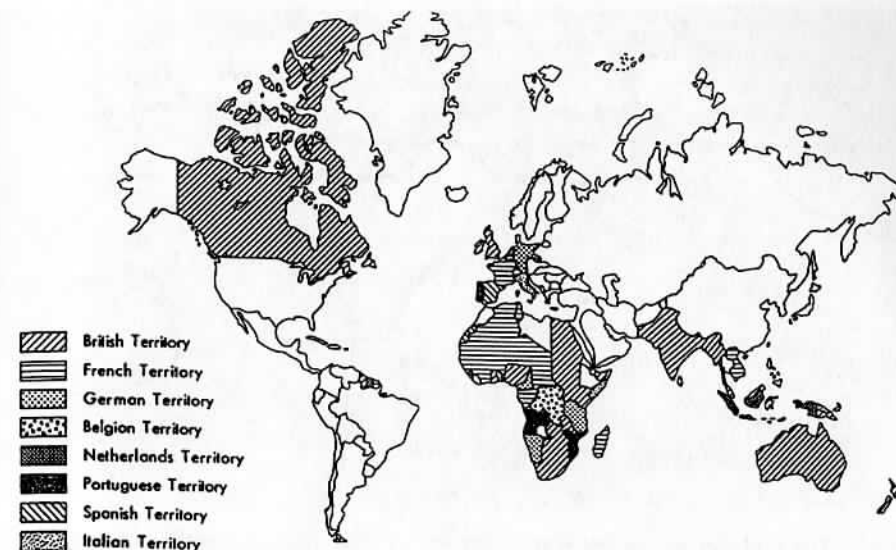 British Territory
French Territory
German Territory
Belgion Territory
Netherlands Territory
Portuguese Territory
Spanish Territory
Italian Territory